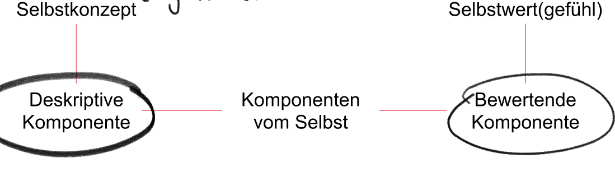 Selbstkonzept
Selbstwert(gefühl)
Deskriptive
Komponente
Komponenten
vom Selbst
Bewertende
Komponente